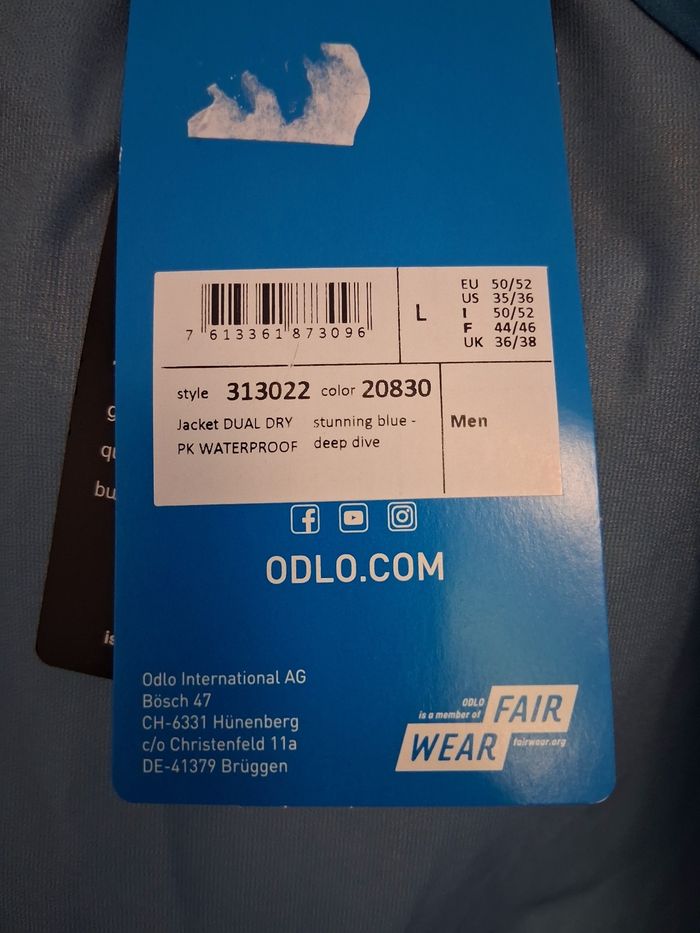 7 613361 873096
L
EU 50/52
US 35/36
I 50/52
F 44/46
UK 36/38
style 313022 color 20830
Jacket DUAL DRY
PK WATERPROOF
stunning blue -
deep dive
Men
ODLO.COM
Odlo International AG
Bösch 47
CH-6331 Hünenberg
c/o Christenfeld 11a
DE-41379 Brüggen
ODLO
is a member of
FAIR
WEAR
fairwear.org